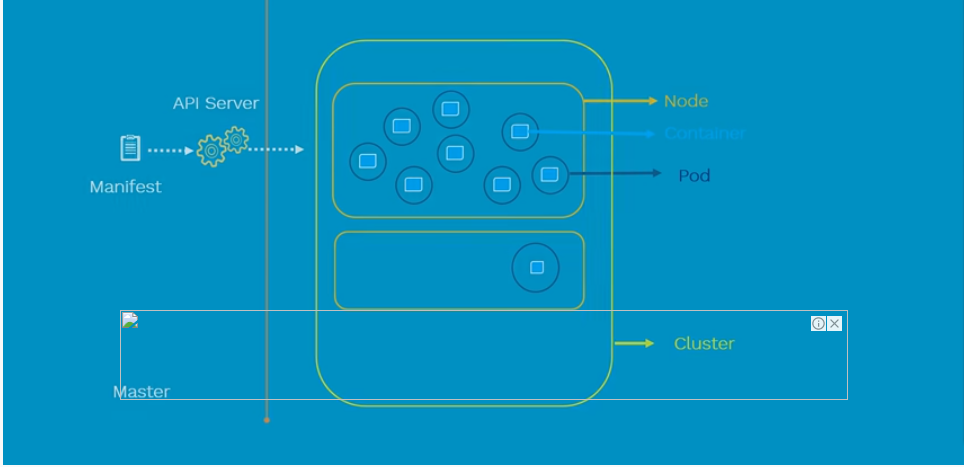 API Server
Manifest
Node
Container
Pod
Cluster
Master